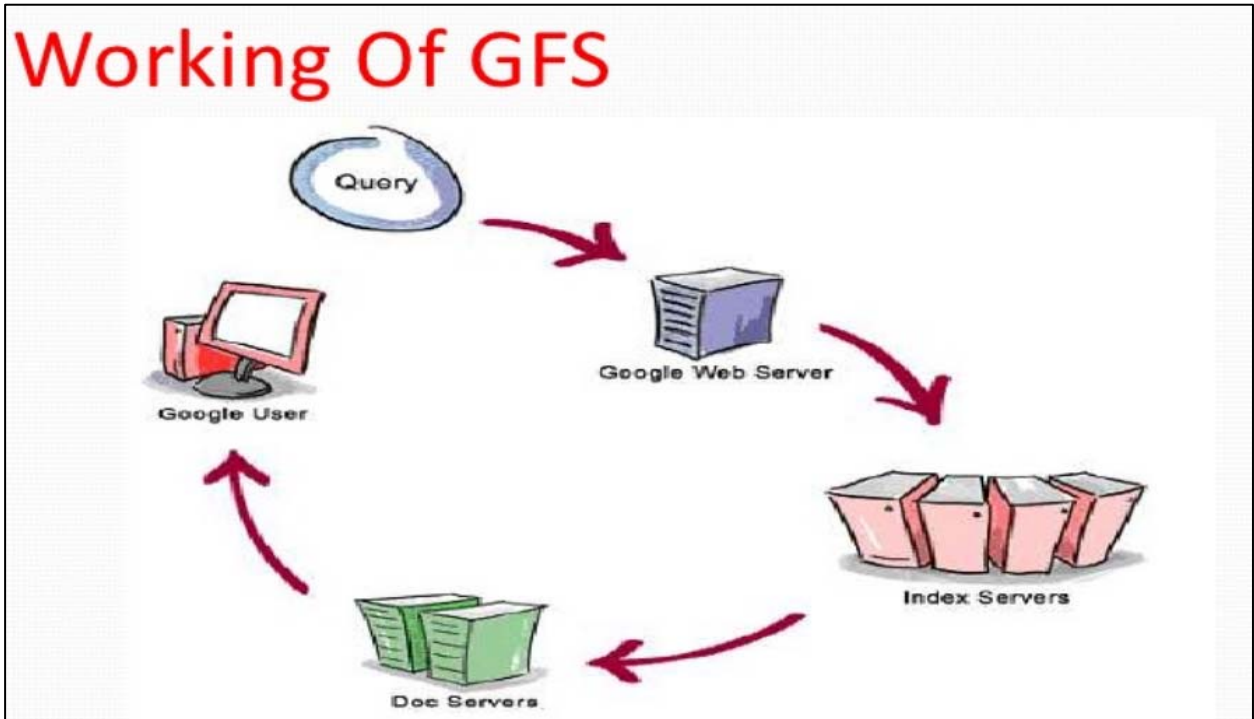 Working Of GFS
Query
Google Web Server
Google User
Index Servers
Doc Servers